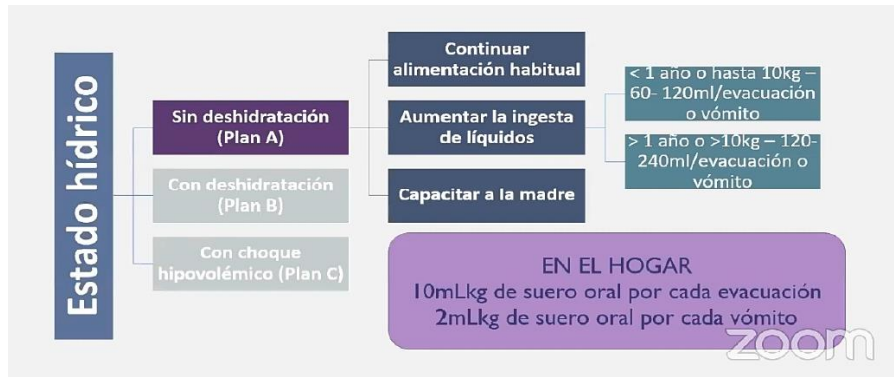 Estado hídrico
Sin deshidratación
(Plan A)
Con deshidratación
(Plan B)
Con choque
hipovolémico (Plan C)
Continuar
alimentación habitual
Aumentar la ingesta
de líquidos
Capacitar a la madre
< 1 año o hasta 10kg –
60- 120ml/evacuación
o vómito
> 1 año o >10kg – 120-
240ml/evacuación o
vómito
EN EL HOGAR
10mLkg de suero oral por cada evacuación
2mLkg de suero oral por cada vómito
zoom